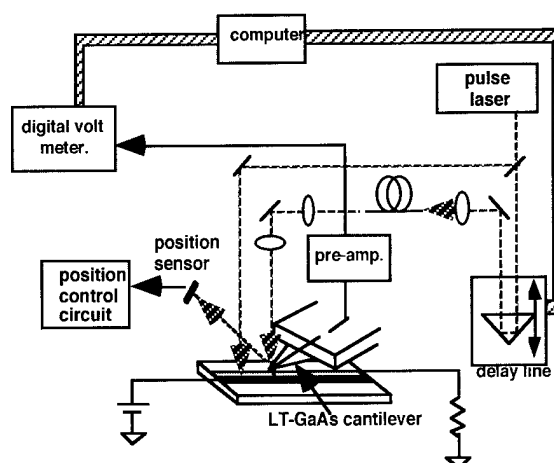 computer
pulse
laser
digital volt
meter.
position
sensor
pre-amp.
position
control
circuit
delay line
LT-GaAs cantilever